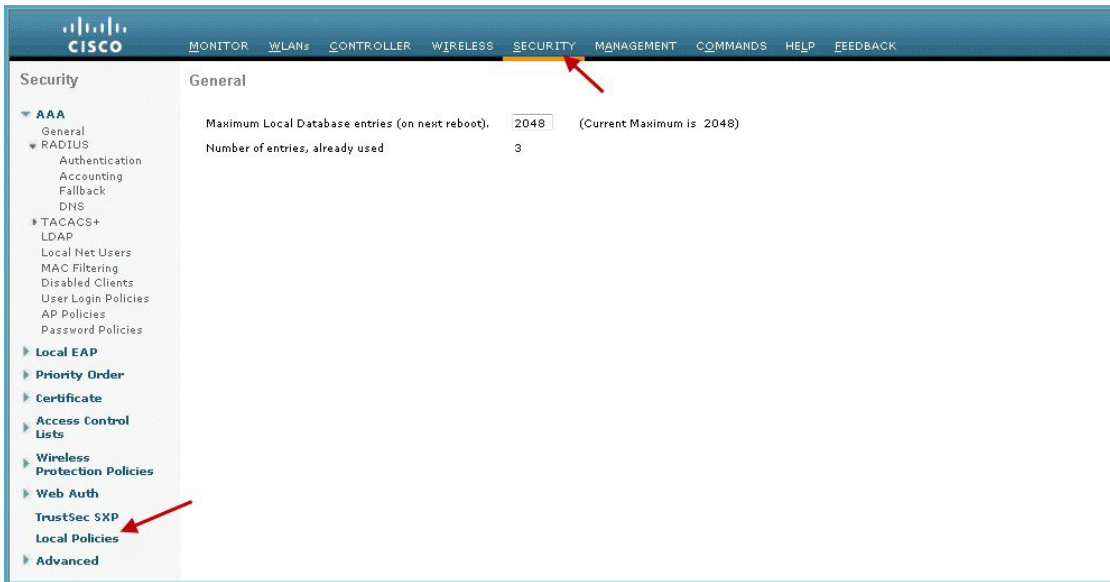 CISCO
MONITOR WLANs CONTROLLER WIRELESS SECURITY MANAGEMENT COMMANDS HELP FEEDBACK
Security
AAA
General
RADIUS
Authentication
Accounting
Fallback
DNS
TACACS+
LDAP
Local Net Users
MAC Filtering
Disabled Clients
User Login Policies
AP Policies
Password Policies
Local EAP
Priority Order
Certificate
Access Control
Lists
Wireless
Protection Policies
Web Auth
TrustSec SXP
Local Policies
Advanced
General
Maximum Local Database entries (on next reboot). 2048 (Current Maximum is 2048)
Number of entries, already used 3